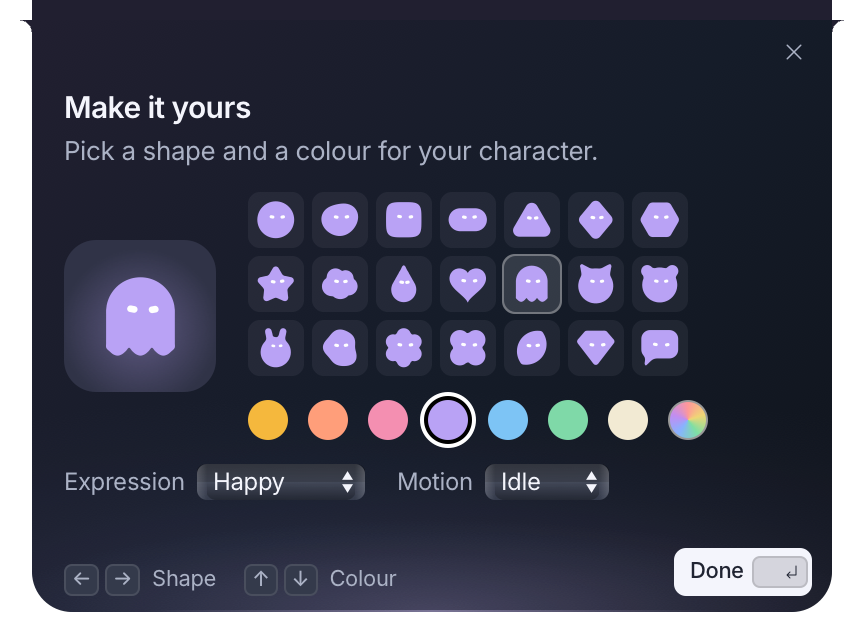 Make it yours
Pick a shape and a colour for your character.
Expression Happy Motion Idle
Shape Colour
Done